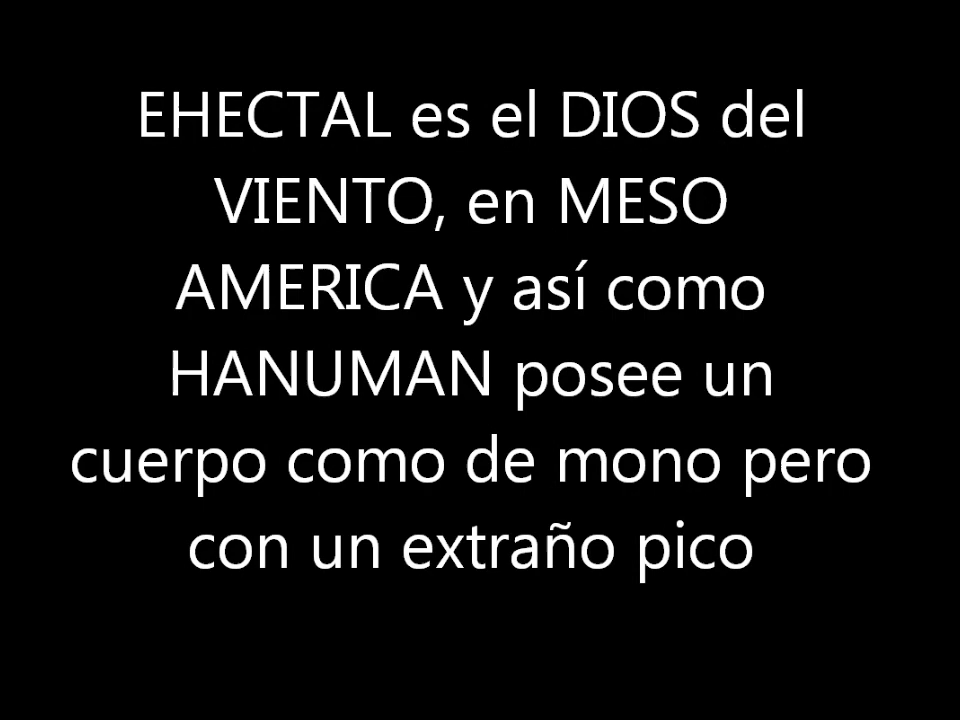 EHECTAL es el DIOS del
VIENTO, en MESO
AMERICA y así como
HANUMAN posee un
cuerpo como de mono pero
con un extraño pico